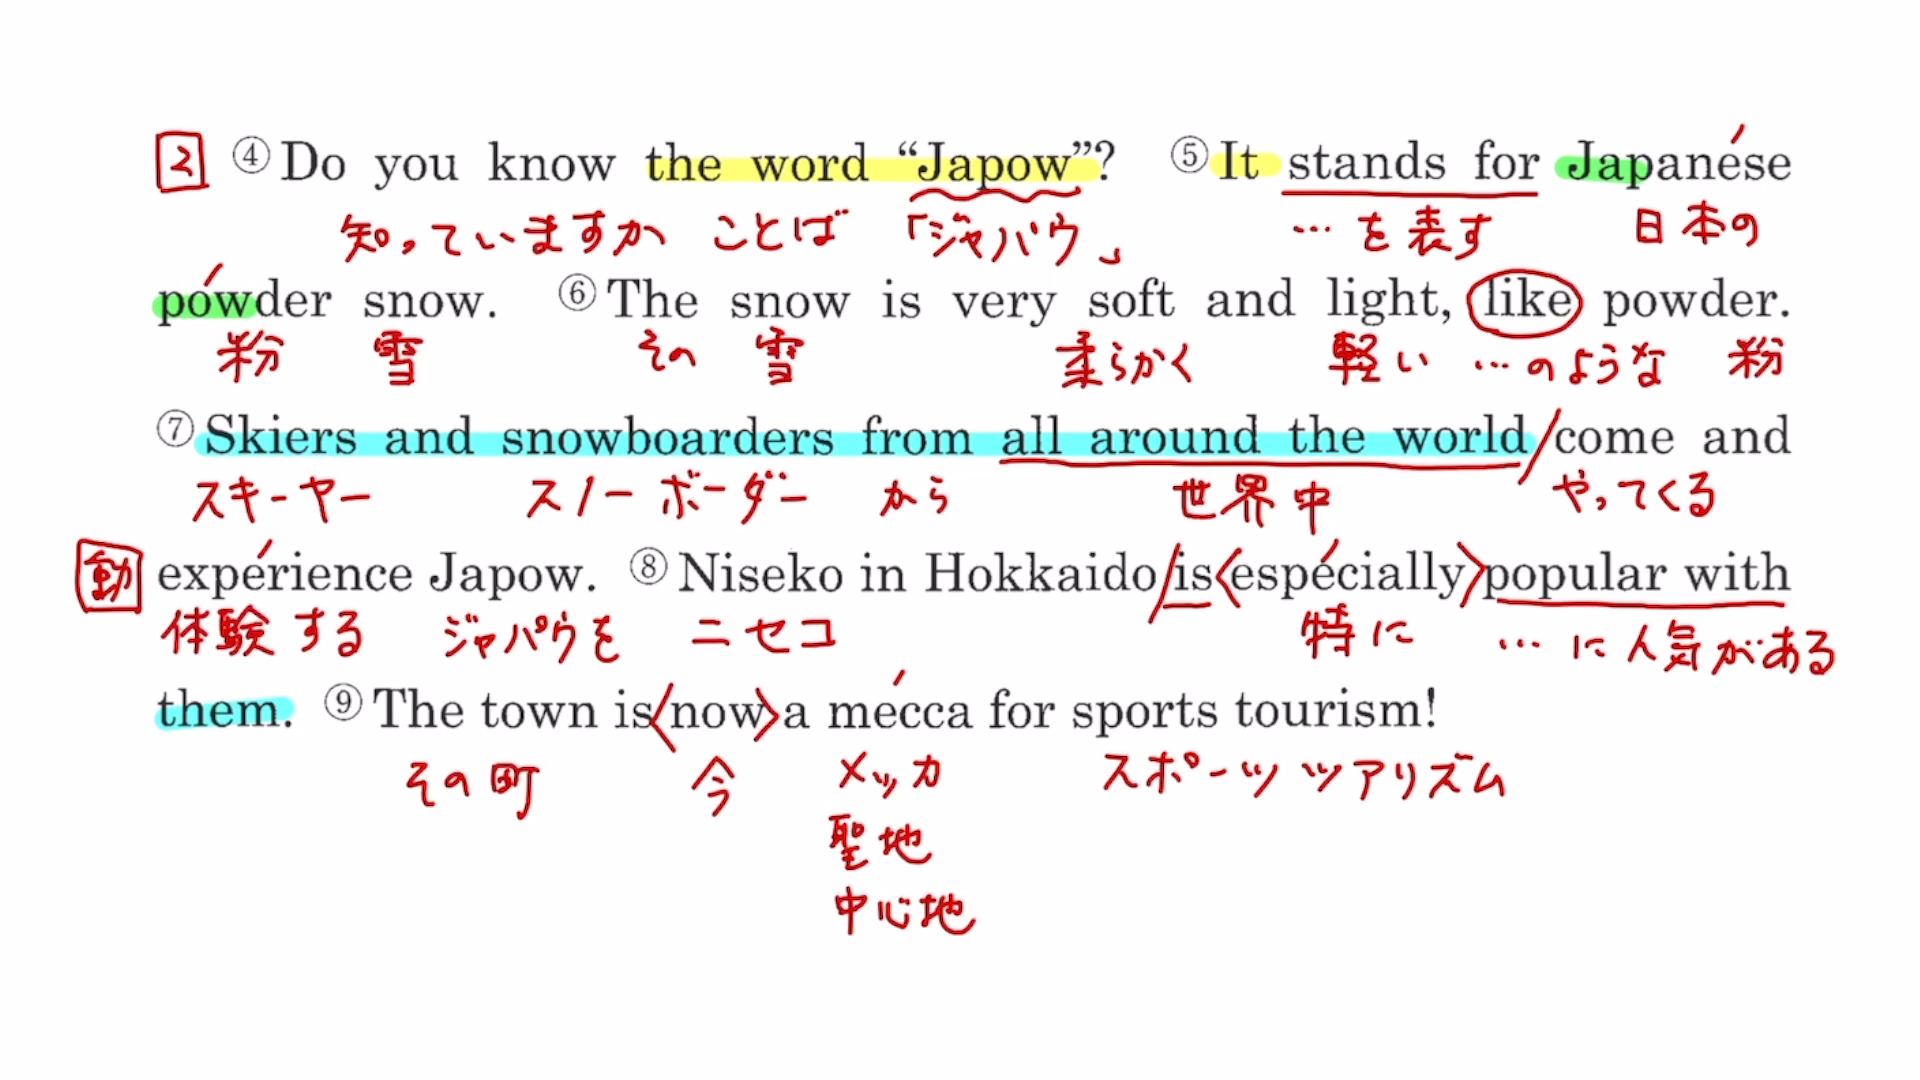 2 ④Do you know the word “Japow”? ⑤It stands for Japanese
知っていますか ことば 「ジャパウ」 …を表す 日本の
powder snow. ⑥The snow is very soft and light, like powder.
粉 雪 その 雪 柔らかく 軽い …のような 粉
⑦Skiers and snowboarders from all around the world/come and
スキーヤー スノーボーダー から 世界中 やってくる
動 experience Japow. ⑧Niseko in Hokkaido/is<especially>popular with
体験する ジャパウを ニセコ 特に …に人気がある
them. ⑨The town is<now>a mecca for sports tourism!
その町 今 メッカ スポーツツアリズム
聖地
中心地